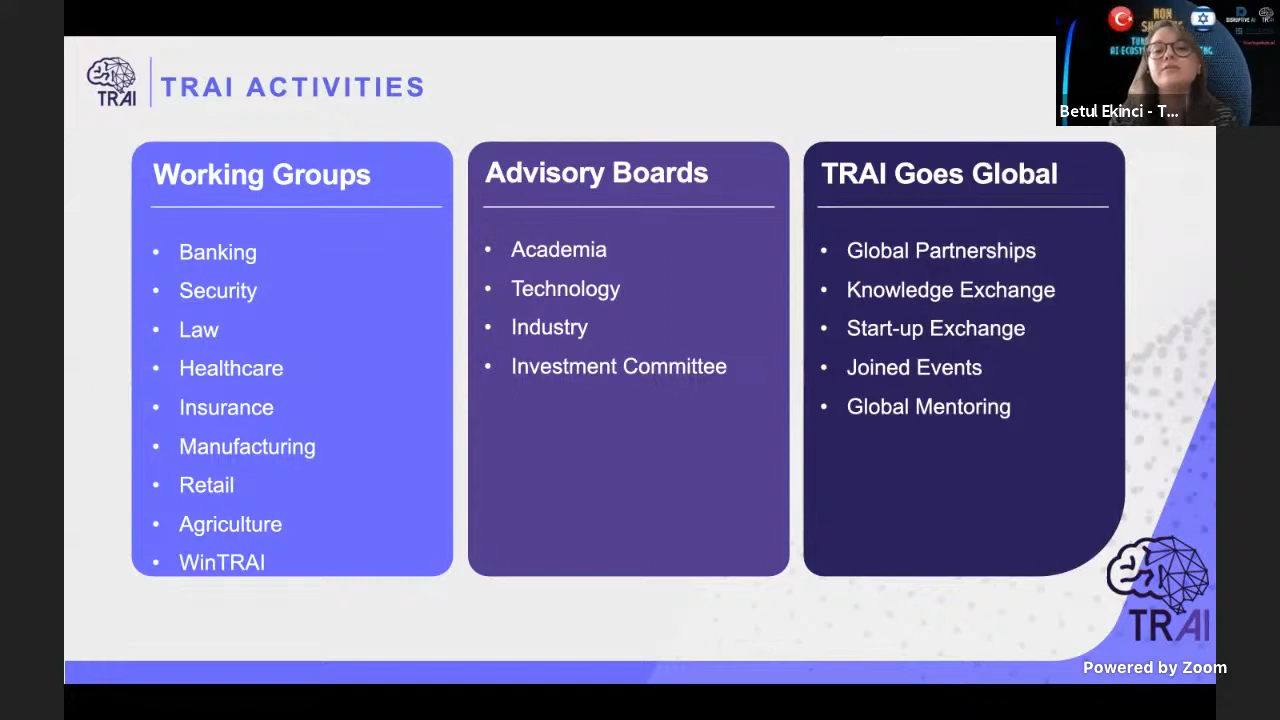 TRAI
TRAI ACTIVITIES
Working Groups
• Banking
• Security
• Law
• Healthcare
• Insurance
• Manufacturing
• Retail
• Agriculture
• WinTRAI
Advisory Boards
• Academia
• Technology
• Industry
• Investment Committee
TRAI Goes Global
• Global Partnerships
• Knowledge Exchange
• Start-up Exchange
• Joined Events
• Global Mentoring
Betul Ekinci - T...
TRAI
Powered by Zoom